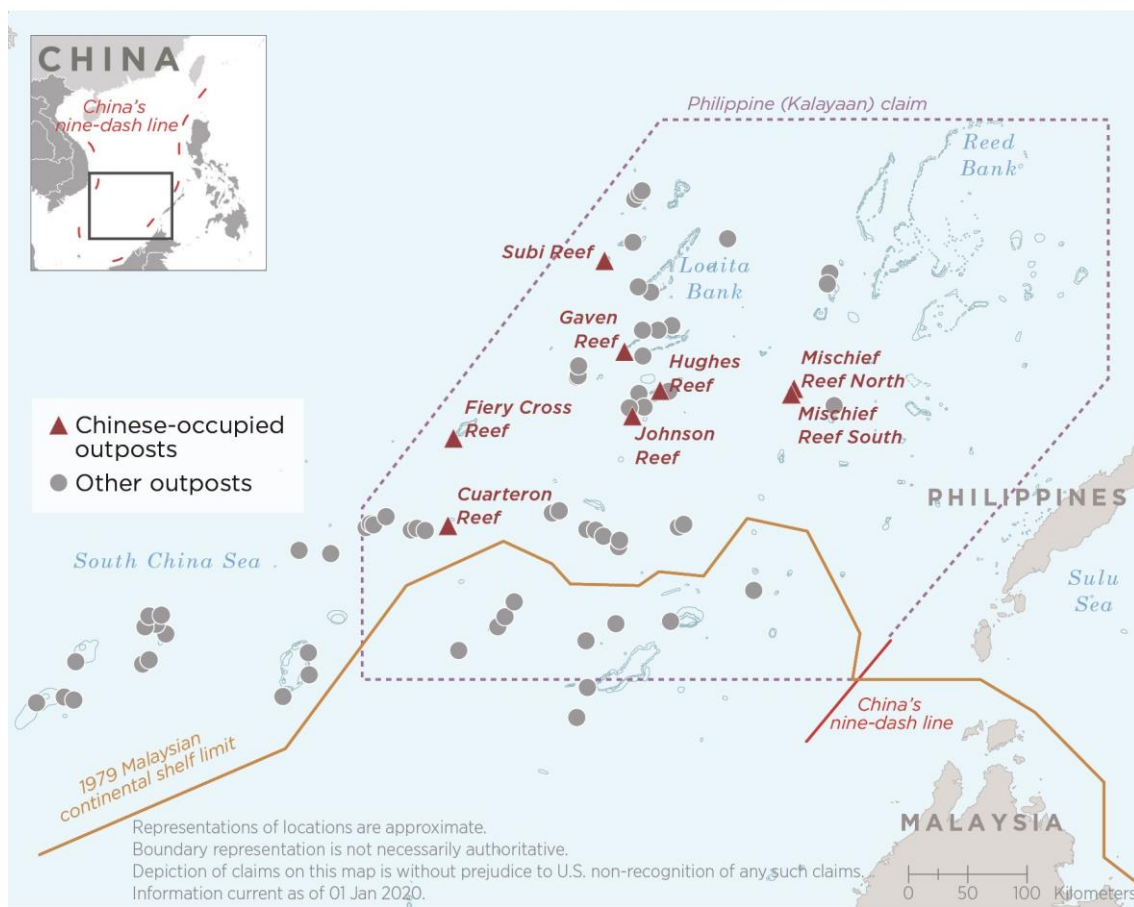 CHINA
China's
nine-dash line
Philippine (Kalayaan) claim
Reed
Bank
Subi Reef
Loaita
Bank
Gaven
Reef
Hughes
Reef
Mischief
Reef North
Mischief
Reef South
Fiery Cross
Reef
Johnson
Reef
Chinese-occupied
outposts
Other outposts
Cuarteron
Reef
PHILIPPINES
South China Sea
Sulu
Sea
China's
nine-dash line
1979 Malaysian
continental shelf limit
MALAYSIA
Representations of locations are approximate.
Boundary representation is not necessarily authoritative.
Depiction of claims on this map is without prejudice to U.S. non-recognition of any such claims.
Information current as of 01 Jan 2020.
0 50 100 Kilometers